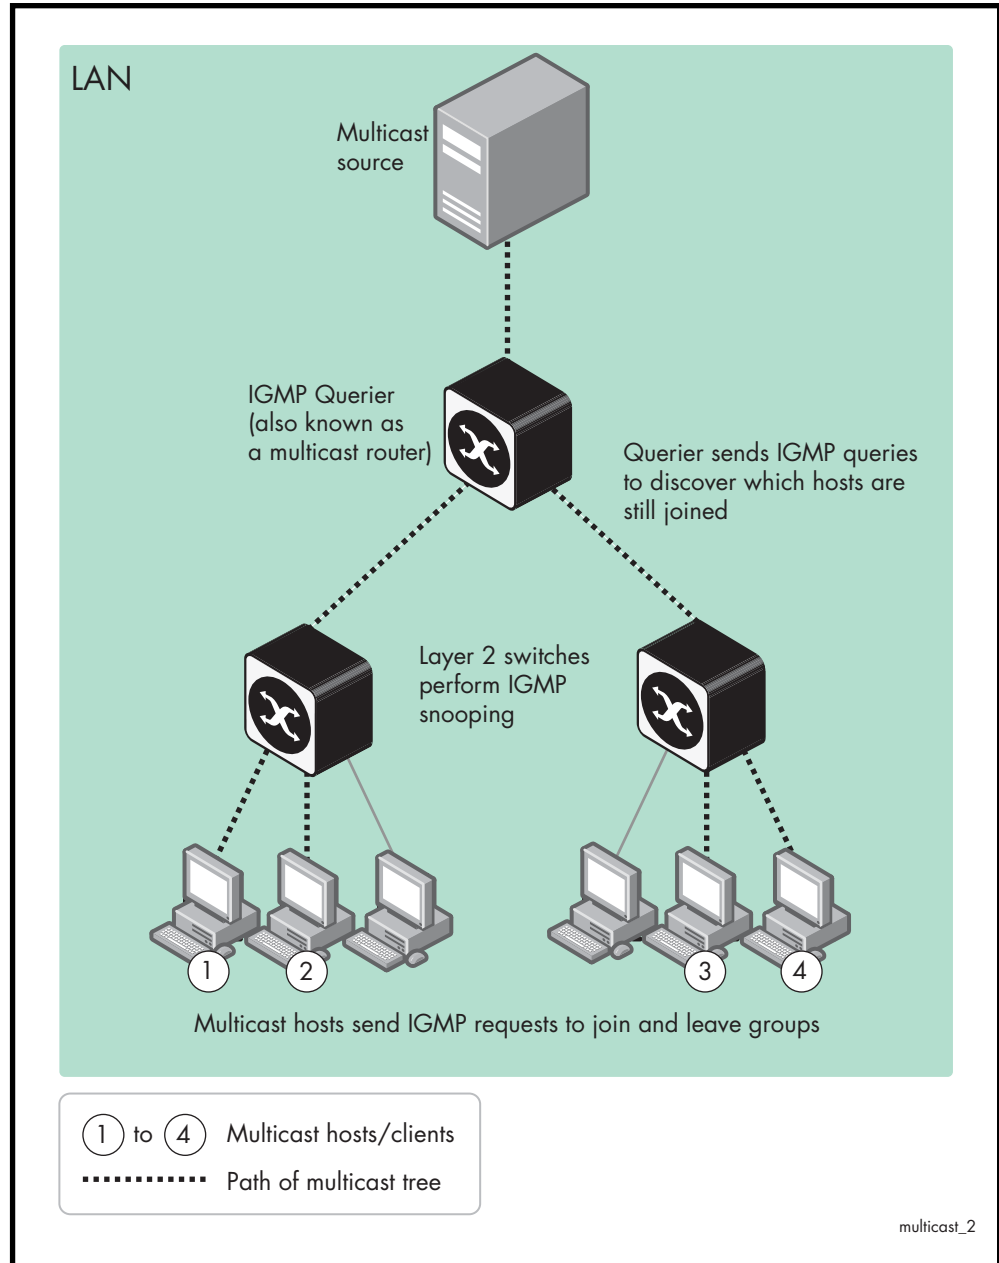 LAN
Multicast
source
IGMP Querier
(also known as
a multicast router)
Querier sends IGMP queries
to discover which hosts are
still joined
Layer 2 switches
perform IGMP
snooping
1
2
3
4
Multicast hosts send IGMP requests to join and leave groups
1 to 4 Multicast hosts/clients
Path of multicast tree
multicast_2